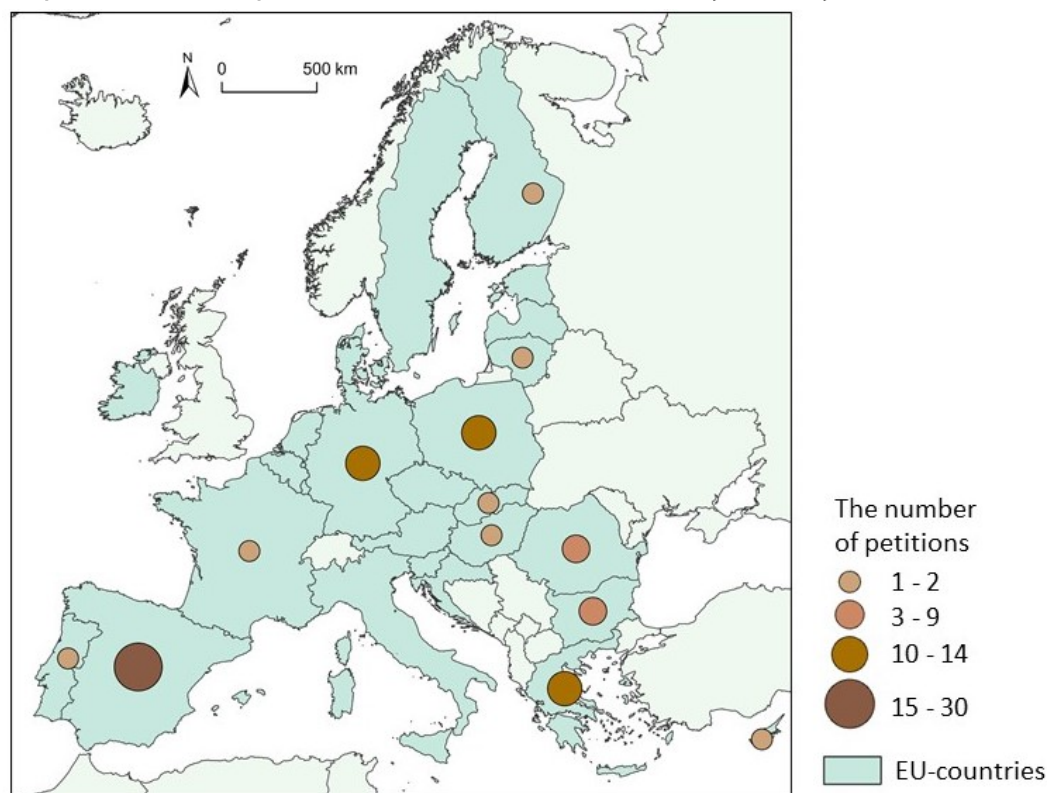 N
0 500 km
The number
of petitions
1 - 2
3 - 9
10 - 14
15 - 30
EU-countries